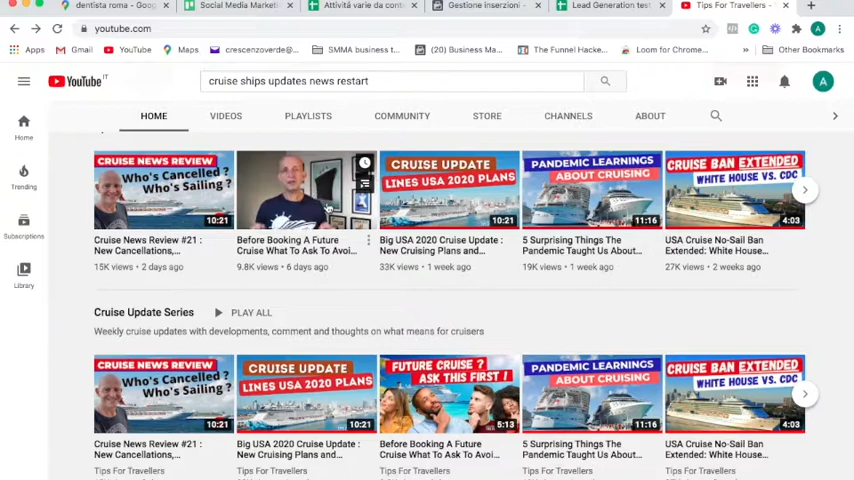 dentista roma - Goog
Social Media Marketi
Attivitá varie da contr
Gestione inserzioni -
Lead Generation test
Tips For Travellers -
youtube.com
Apps
Gmail
YouTube
Maps
crescenzoverde@...
SMMA business t...
(20) Business Ma...
The Funnel Hacke...
Loom for Chrome...
»
Other Bookmarks
YouTube IT
cruise ships updates news restart
A
Home
Trending
Subscriptions
Library
HOME
VIDEOS
PLAYLISTS
COMMUNITY
STORE
CHANNELS
ABOUT
CRUISE NEWS REVIEW
Who's Cancelled ?
Who's Sailing ?
10:21
CRUISE UPDATE
LINES USA 2020 PLANS
10:21
PANDEMIC LEARNINGS
ABOUT CRUISING
11:16
CRUISE BAN EXTENDED
WHITE HOUSE VS. CDC
4:03
Cruise News Review #21 :
New Cancellations,...
15K views • 2 days ago
Before Booking A Future
Cruise What To Ask To Avoi...
9.8K views • 6 days ago
Big USA 2020 Cruise Update :
New Cruising Plans and...
33K views • 1 week ago
5 Surprising Things The
Pandemic Taught Us About...
19K views • 1 week ago
USA Cruise No-Sail Ban
Extended: White House...
27K views • 2 weeks ago
Cruise Update Series
PLAY ALL
Weekly cruise updates with developments, comment and thoughts on what means for cruisers
CRUISE NEWS REVIEW
Who's Cancelled ?
Who's Sailing ?
10:21
CRUISE UPDATE
LINES USA 2020 PLANS
10:21
FUTURE CRUISE ?
ASK THIS FIRST !
5:13
PANDEMIC LEARNINGS
ABOUT CRUISING
11:16
CRUISE BAN EXTENDED
WHITE HOUSE VS. CDC
4:03
Cruise News Review #21 :
New Cancellations,...
Tips For Travellers
Big USA 2020 Cruise Update :
New Cruising Plans and...
Tips For Travellers
Before Booking A Future
Cruise What To Ask To Avoi...
Tips For Travellers
5 Surprising Things The
Pandemic Taught Us About...
Tips For Travellers
USA Cruise No-Sail Ban
Extended: White House...
Tips For Travellers